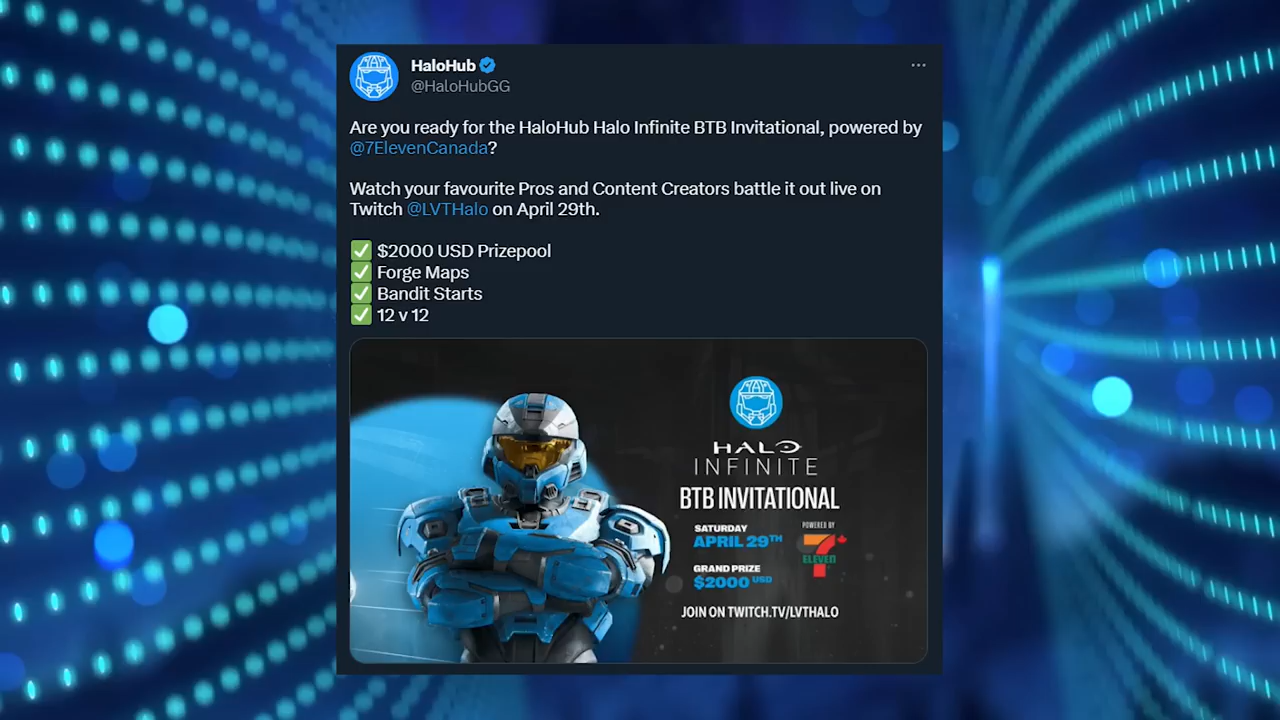 HaloHub
@HaloHubGG
Are you ready for the HaloHub Halo Infinite BTB Invitational, powered by
@7ElevenCanada?
Watch your favourite Pros and Content Creators battle it out live on
Twitch @LVTHalo on April 29th.
✅ $2000 USD Prizepool
✅ Forge Maps
✅ Bandit Starts
✅ 12 v 12
HALO
INFINITE
BTB INVITATIONAL
SATURDAY
APRIL 29TH
GRAND PRIZE
$2000 USD
POWERED BY
7
ELEVEN
JOIN ON TWITCH.TV/LVTHALO